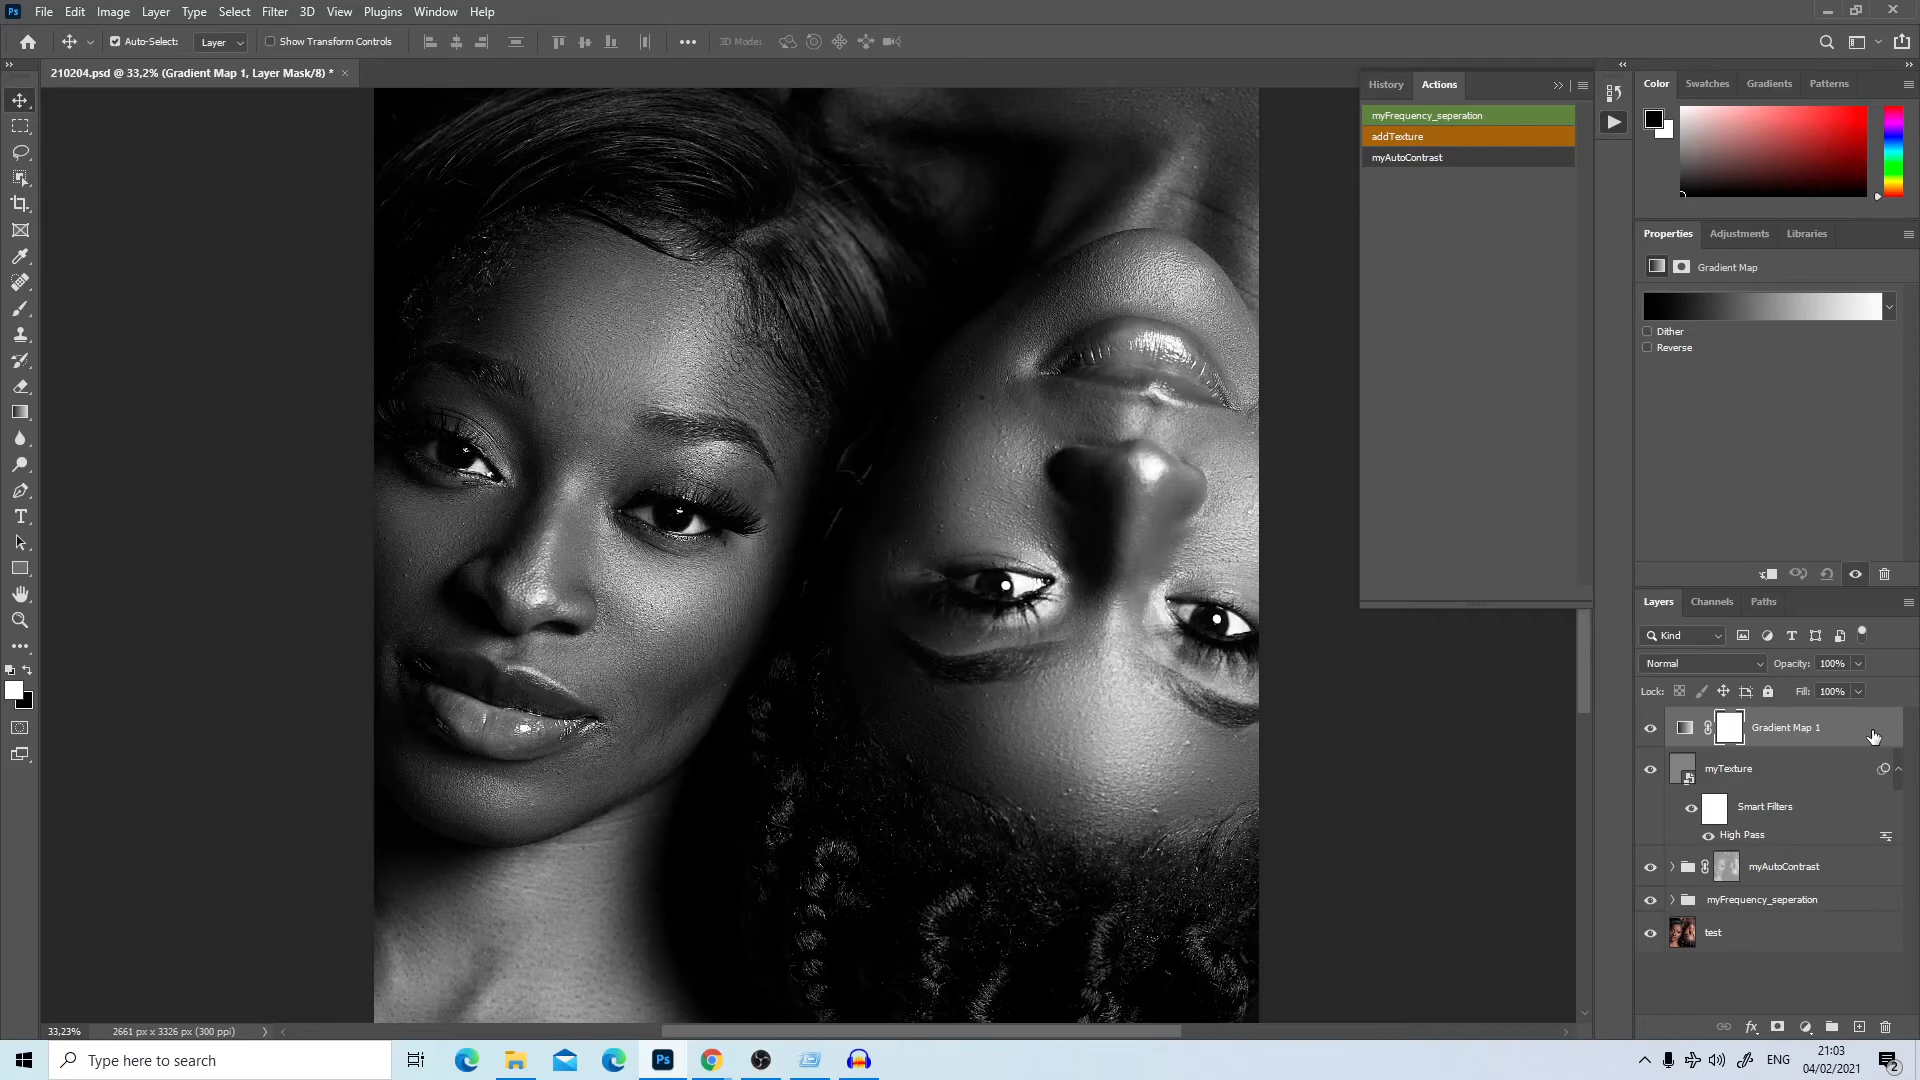 Ps File Edit Image Layer Type Select Filter 3D View Plugins Window Help
Auto-Select: Layer Show Transform Controls 3D Mode:
210204.psd @ 33,2% (Gradient Map 1, Layer Mask/8) *
History Actions
myFrequency_seperation
addTexture
myAutoContrast
Color Swatches Gradients Patterns
Properties Adjustments Libraries
Gradient Map
Dither
Reverse
Layers Channels Paths
Kind
Normal Opacity: 100%
Lock: Fill: 100%
Gradient Map 1
myTexture
Smart Filters
High Pass
myAutoContrast
myFrequency_seperation
test
33,23% 2661 px x 3326 px (300 ppi)
Type here to search
Ps
ENG
21:03
04/02/2021
2